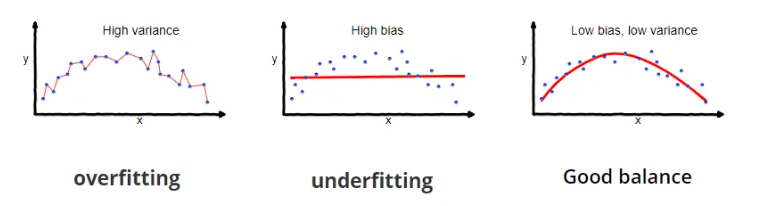 High variance
y
x
overfitting
High bias
y
x
underfitting
Low bias, low variance
y
x
Good balance